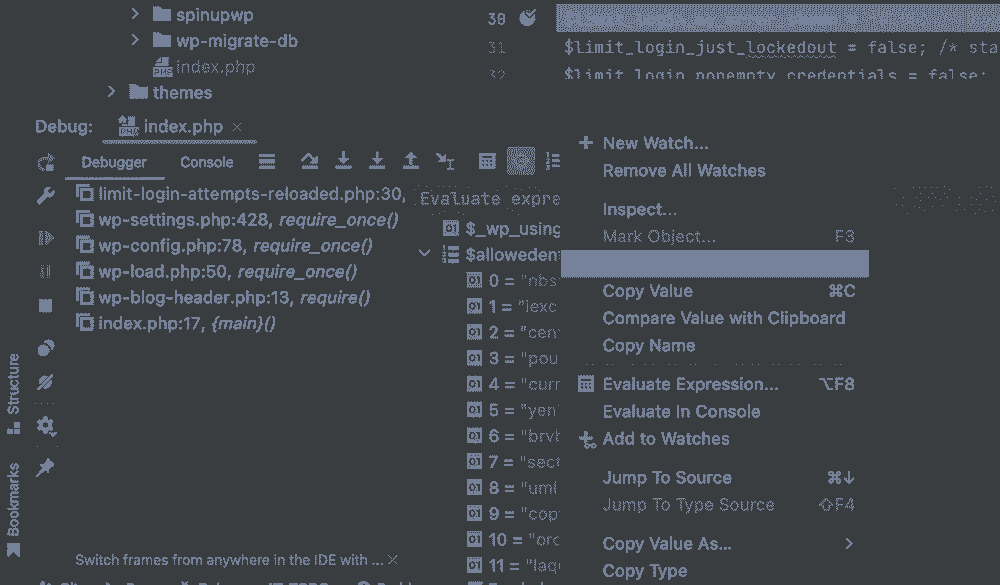 spinupwp
wp-migrate-db
index.php
themes
30
31 $limit_login_just_lockedout = false; /* sta
32 $limit_login_nonempty_credentials = false;
Debug: index.php
Debugger Console
limit-login-attempts-reloaded.php:30,
wp-settings.php:428, require_once()
wp-config.php:78, require_once()
wp-load.php:50, require_once()
wp-blog-header.php:13, require()
index.php:17, {main}()
Structure
Bookmarks
Switch frames from anywhere in the IDE with ...
Evaluate expre
$_wp_using
$alloweden
0 = "nbs
1 = "iexc
2 = "cen
3 = "pou
4 = "curr
5 = "yen
6 = "brvb
7 = "sect
8 = "uml
9 = "cop
10 = "orc
11 = "laqu
New Watch...
Remove All Watches
Inspect...
Mark Object... F3
Copy Value ⌘C
Compare Value with Clipboard
Copy Name
Evaluate Expression... ⌥F8
Evaluate In Console
Add to Watches
Jump To Source ⌘↓
Jump To Type Source ⇧F4
Copy Value As...
Copy Type